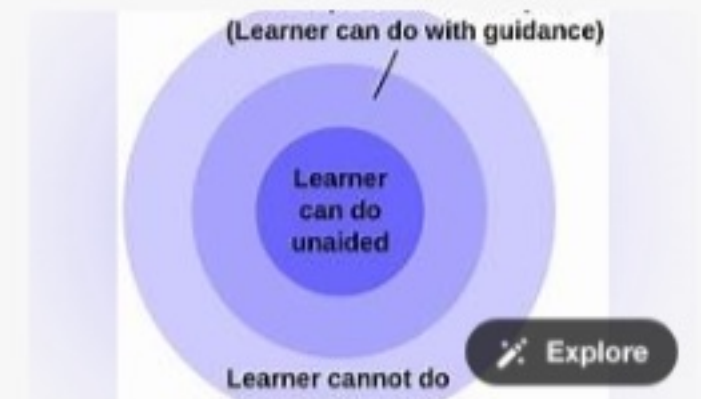 (Learner can do with guidance)
Learner
can do
unaided
Learner cannot do
Explore